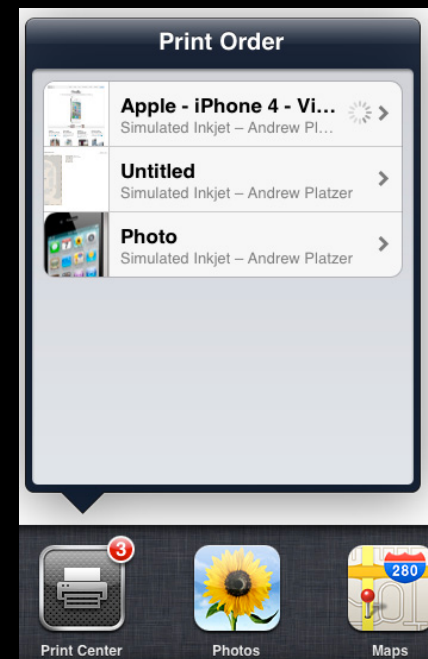 Print Order
Apple - iPhone 4 - Vi...
Simulated Inkjet – Andrew Pl...
Untitled
Simulated Inkjet – Andrew Platzer
Photo
Simulated Inkjet – Andrew Platzer
3
280
Print Center
Photos
Maps